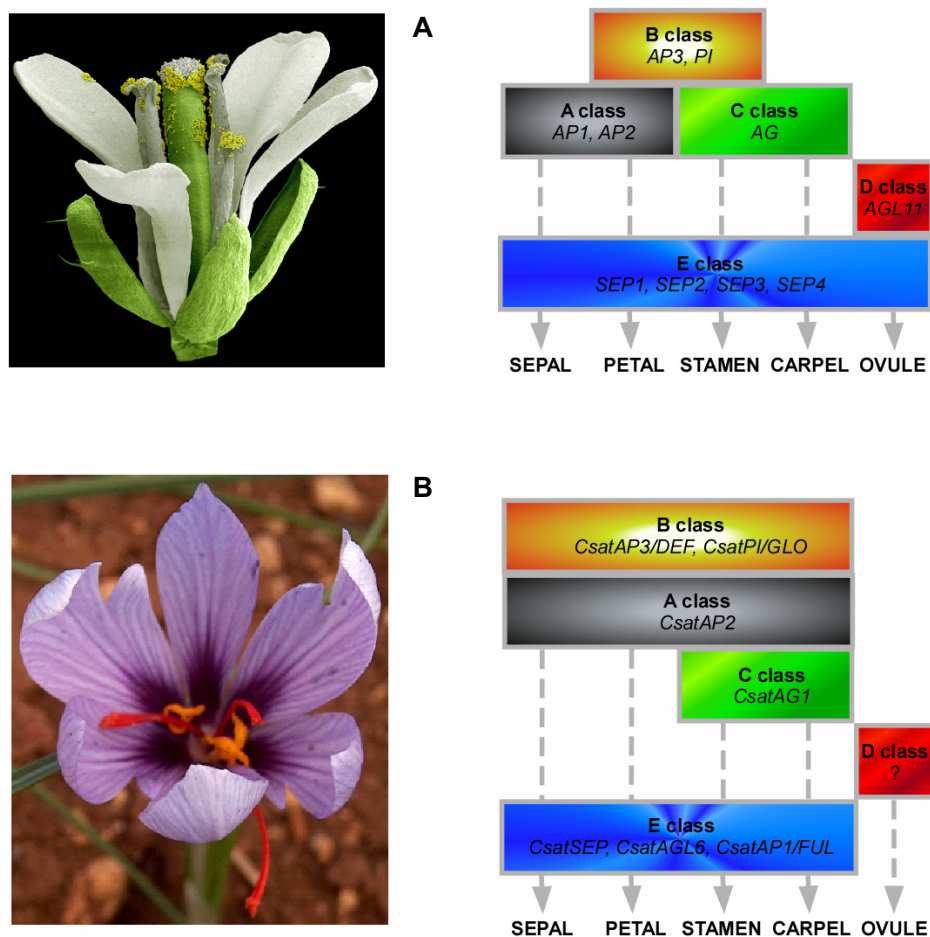 A
B class
AP3, PI
A class
AP1, AP2
C class
AG
D class
AGL11
E class
SEP1, SEP2, SEP3, SEP4
SEPAL PETAL STAMEN CARPEL OVULE
B
B class
CsatAP3/DEF, CsatPI/GLO
A class
CsatAP2
C class
CsatAG1
D class
?
E class
CsatSEP, CsatAGL6, CsatAP1/FUL
SEPAL PETAL STAMEN CARPEL OVULE